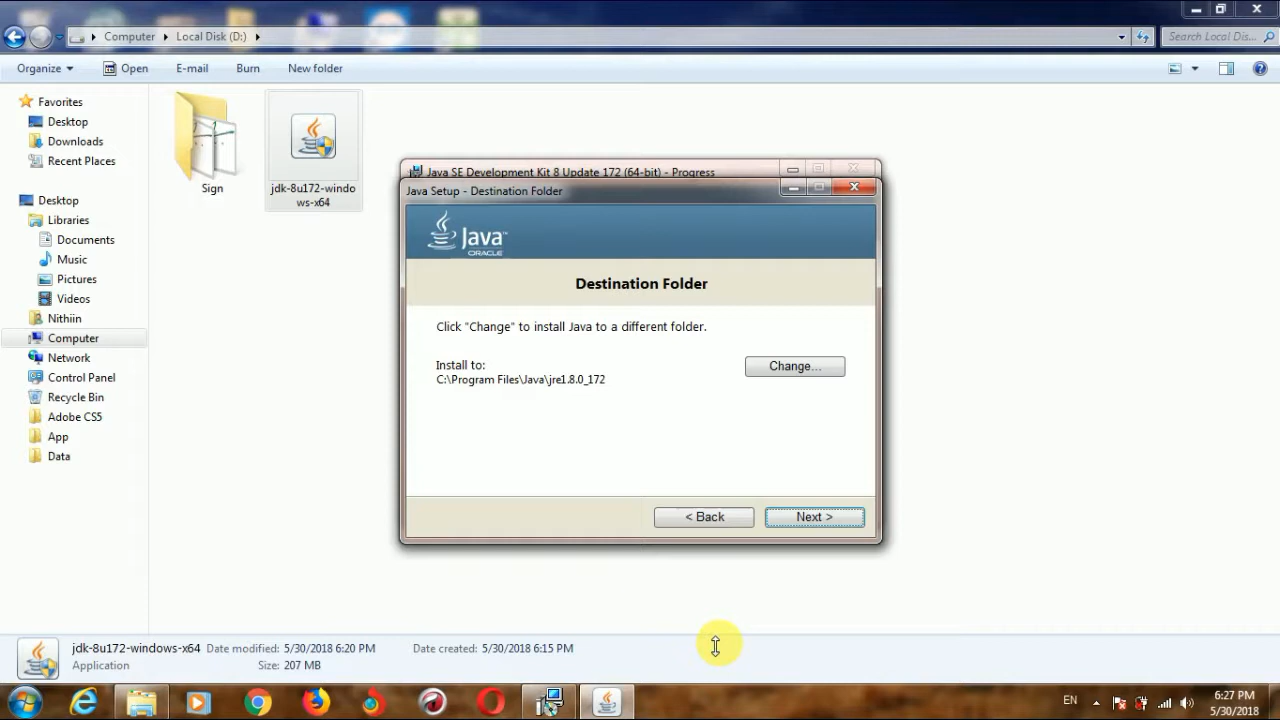 Computer
Local Disk (D:)
Search Local Dis...
Organize
Open
E-mail
Burn
New folder
Favorites
Desktop
Downloads
Recent Places
Desktop
Libraries
Documents
Music
Pictures
Videos
Nithiin
Computer
Network
Control Panel
Recycle Bin
Adobe CS5
App
Data
Sign
jdk-8u172-windo
ws-x64
Java SE Development Kit 8 Update 172 (64-bit) - Progress
Java Setup - Destination Folder
Java
ORACLE
Destination Folder
Click "Change" to install Java to a different folder.
Install to:
C:\Program Files\Java\jre1.8.0_172
Change...
< Back
Next >
jdk-8u172-windows-x64 Date modified: 5/30/2018 6:20 PM Date created: 5/30/2018 6:15 PM
Application Size: 207 MB
EN
6:27 PM
5/30/2018